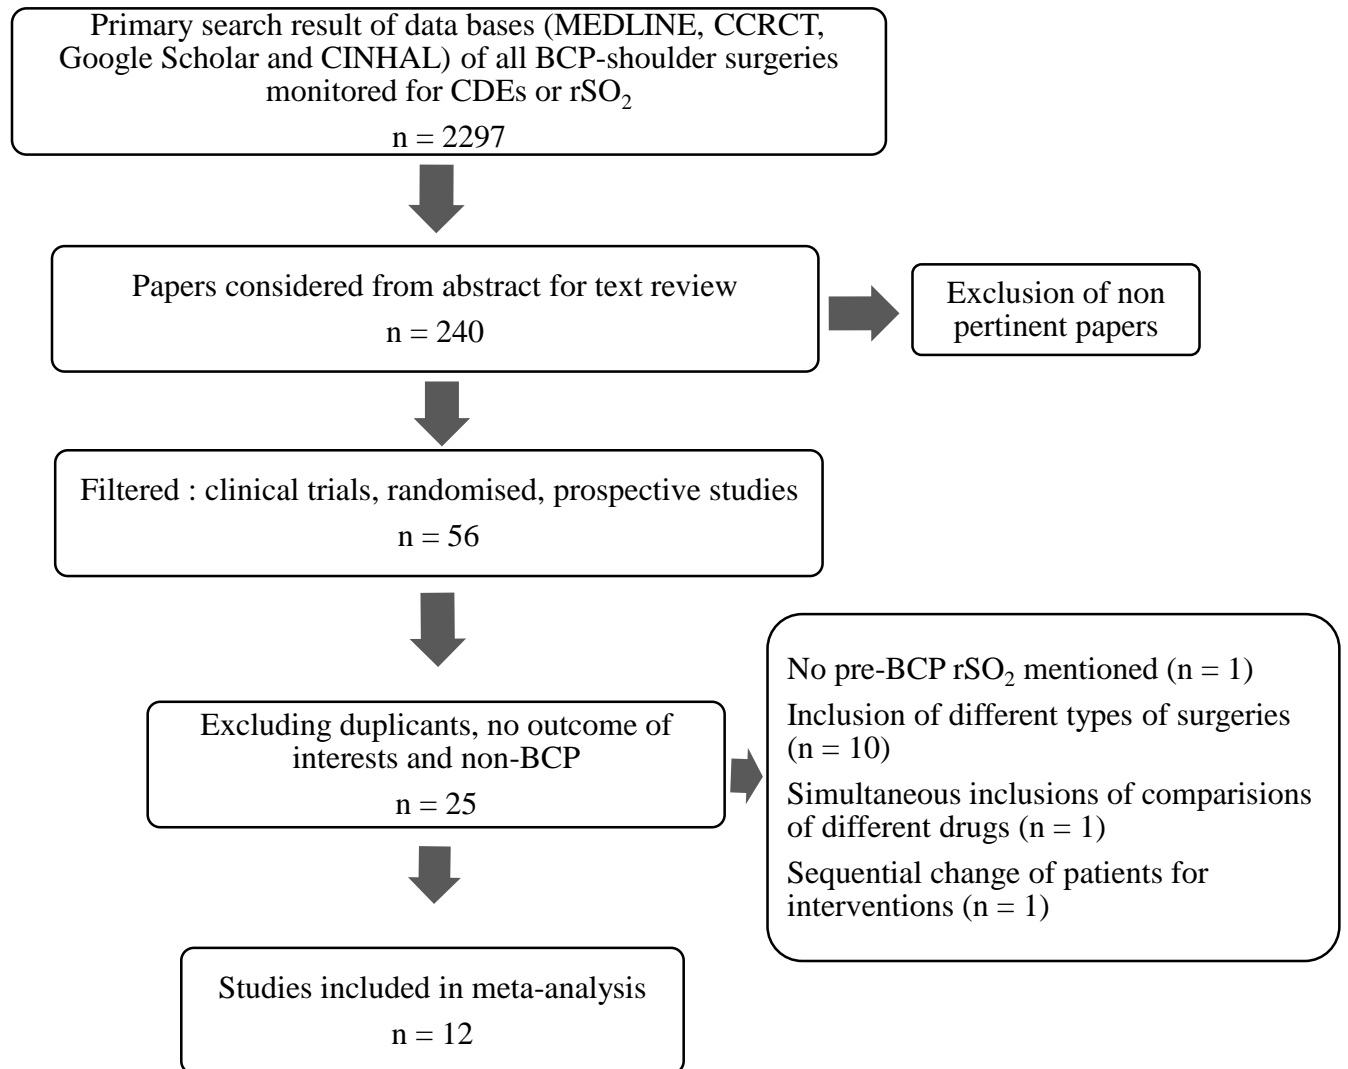 Primary search result of data bases (MEDLINE, CCRCT,
Google Scholar and CINHAL) of all BCP-shoulder surgeries
monitored for CDEs or rSO₂
n = 2297
Papers considered from abstract for text review
n = 240
Exclusion of non
pertinent papers
Filtered : clinical trials, randomised, prospective studies
n = 56
Excluding duplicants, no outcome of
interests and non-BCP
n = 25
No pre-BCP rSO₂ mentioned (n = 1)
Inclusion of different types of surgeries
(n = 10)
Simultaneous inclusions of comparisions
of different drugs (n = 1)
Sequential change of patients for
interventions (n = 1)
Studies included in meta-analysis
n = 12